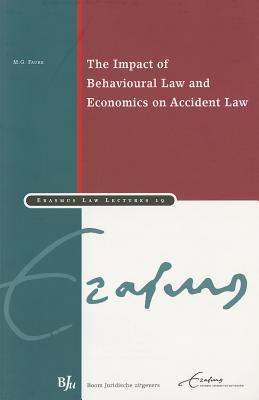 M.G. FAURE
The Impact of
Behavioural Law and
Economics on Accident Law
ERASMUS LAW LECTURES 19
Erasmus
BJu
Boom Juridische uitgevers
Erasmus